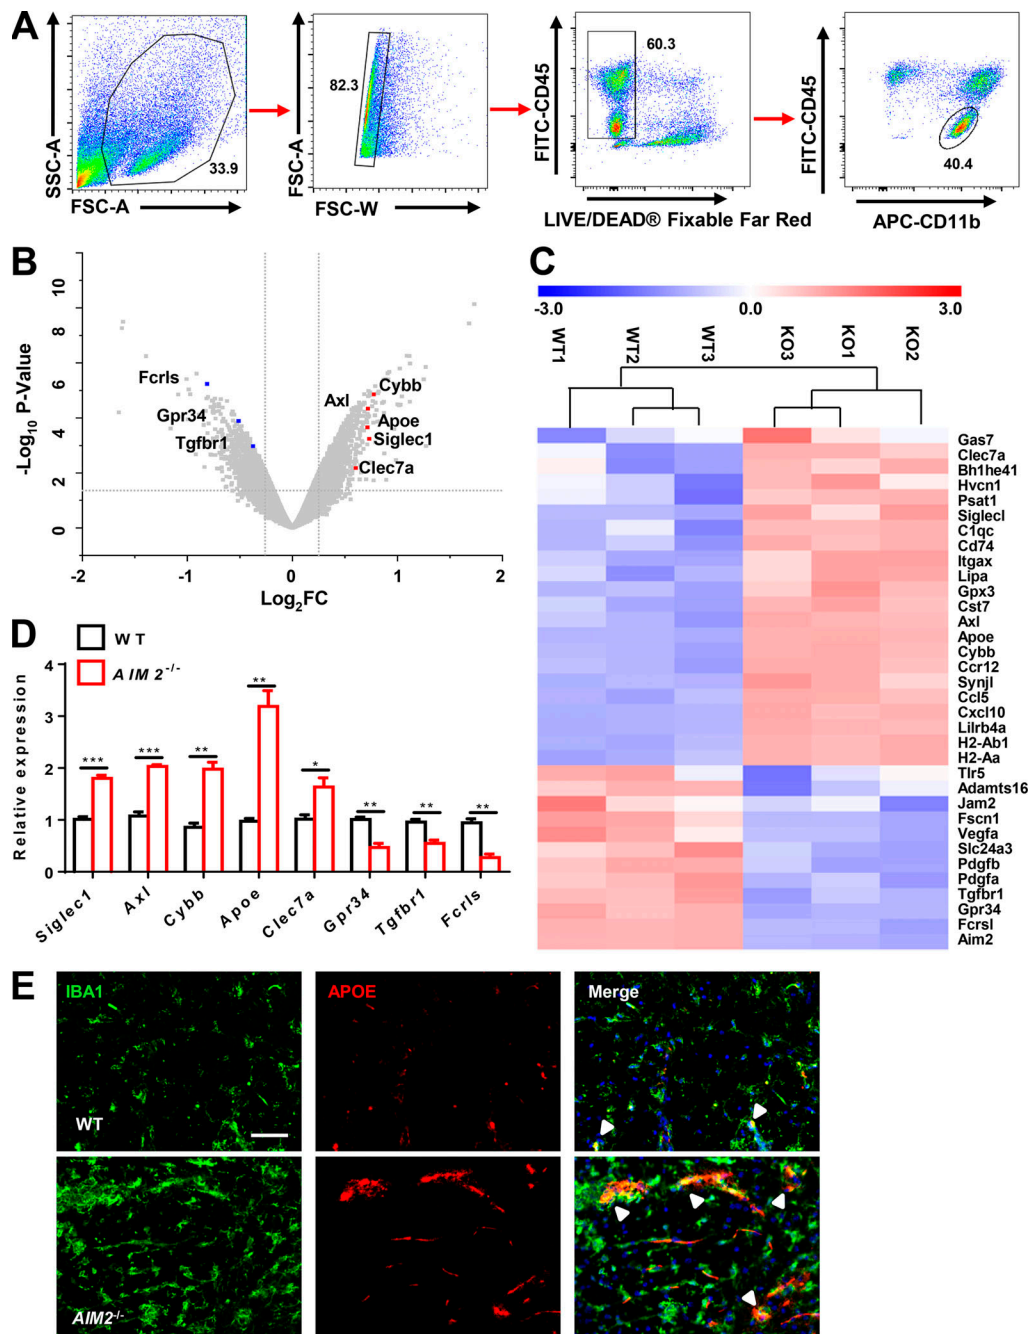 A
SSC-A
33.9
FSC-A
82.3
FSC-A
FSC-W
60.3
FITC-CD45
LIVE/DEAD® Fixable Far Red
FITC-CD45
40.4
APC-CD11b
B
10
8
6
4
2
0
-Log10 P-Value
Fcrls
Gpr34
Tgfbr1
Axl
Cybb
Apoe
Siglec1
Clec7a
-2
-1
0
1
2
Log2FC
C
-3.0
0.0
3.0
WT1
WT2
WT3
KO3
KO1
KO2
Gas7
Clec7a
Bh1he41
Hvcn1
Psat1
Siglecl
C1qc
Cd74
Itgax
Lipa
Gpx3
Cst7
Axl
Apoe
Cybb
Ccr12
Synjl
Ccl5
Cxcl10
Lilrb4a
H2-Ab1
H2-Aa
Tlr5
Adamts16
Jam2
Fscn1
Vegfa
Slc24a3
Pdgfb
Pdgfa
Tgfbr1
Gpr34
Fcrsl
Aim2
D
WT
AIM2-/-
4
3
2
1
0
Relative expression
***
***
**
**
*
**
**
**
Siglec1
Axl
Cybb
Apoe
Clec7a
Gpr34
Tgfbr1
Fcrls
E
IBA1
APOE
Merge
WT
AIM2-/-